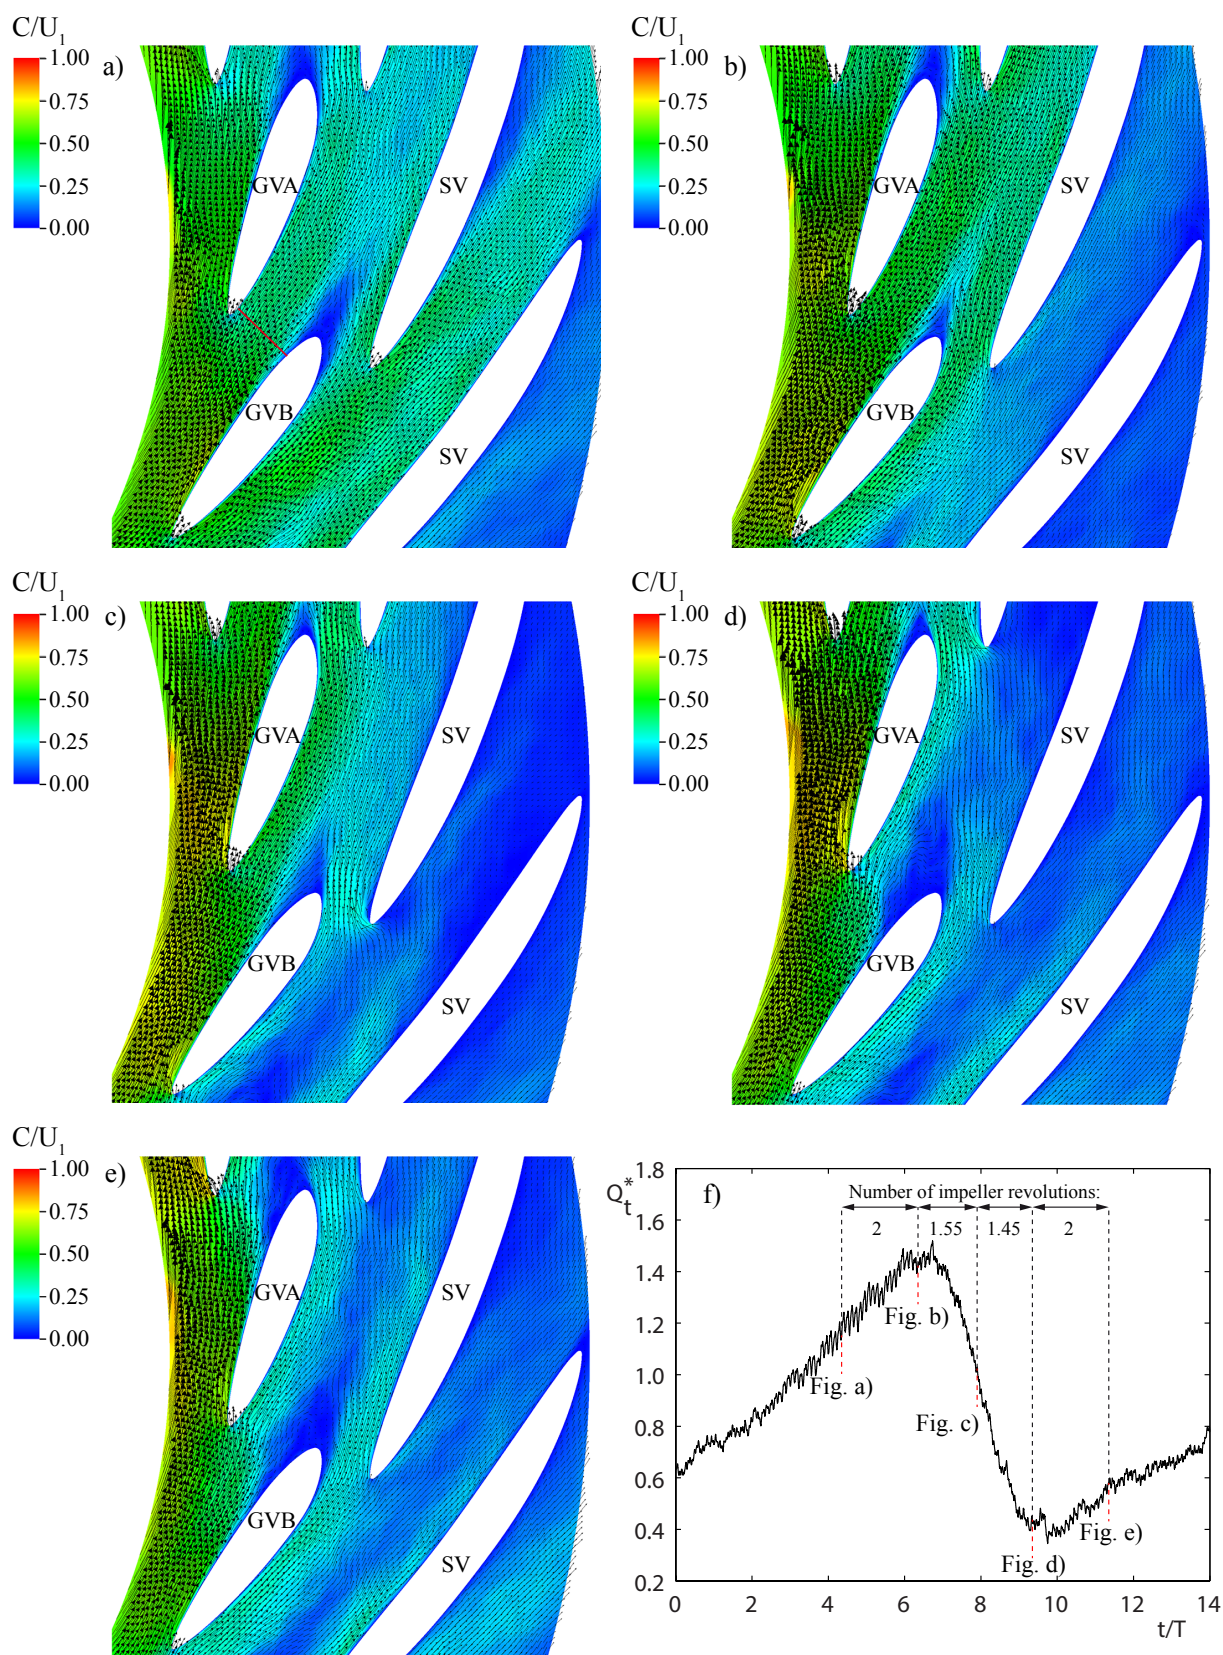 C/U1
a)
1.00
0.75
0.50
0.25
0.00
GVA
SV
GVB
SV
C/U1
b)
1.00
0.75
0.50
0.25
0.00
GVA
SV
GVB
SV
C/U1
c)
1.00
0.75
0.50
0.25
0.00
GVA
SV
GVB
SV
C/U1
d)
1.00
0.75
0.50
0.25
0.00
GVA
SV
GVB
SV
C/U1
e)
1.00
0.75
0.50
0.25
0.00
GVA
SV
GVB
SV
f)
Qt*
1.8
1.6
1.4
1.2
1.0
0.8
0.6
0.4
0.2
Number of impeller revolutions:
2 1.55 1.45 2
Fig. b)
Fig. a)
Fig. c)
Fig. e)
Fig. d)
0 2 4 6 8 10 12 14
t/T